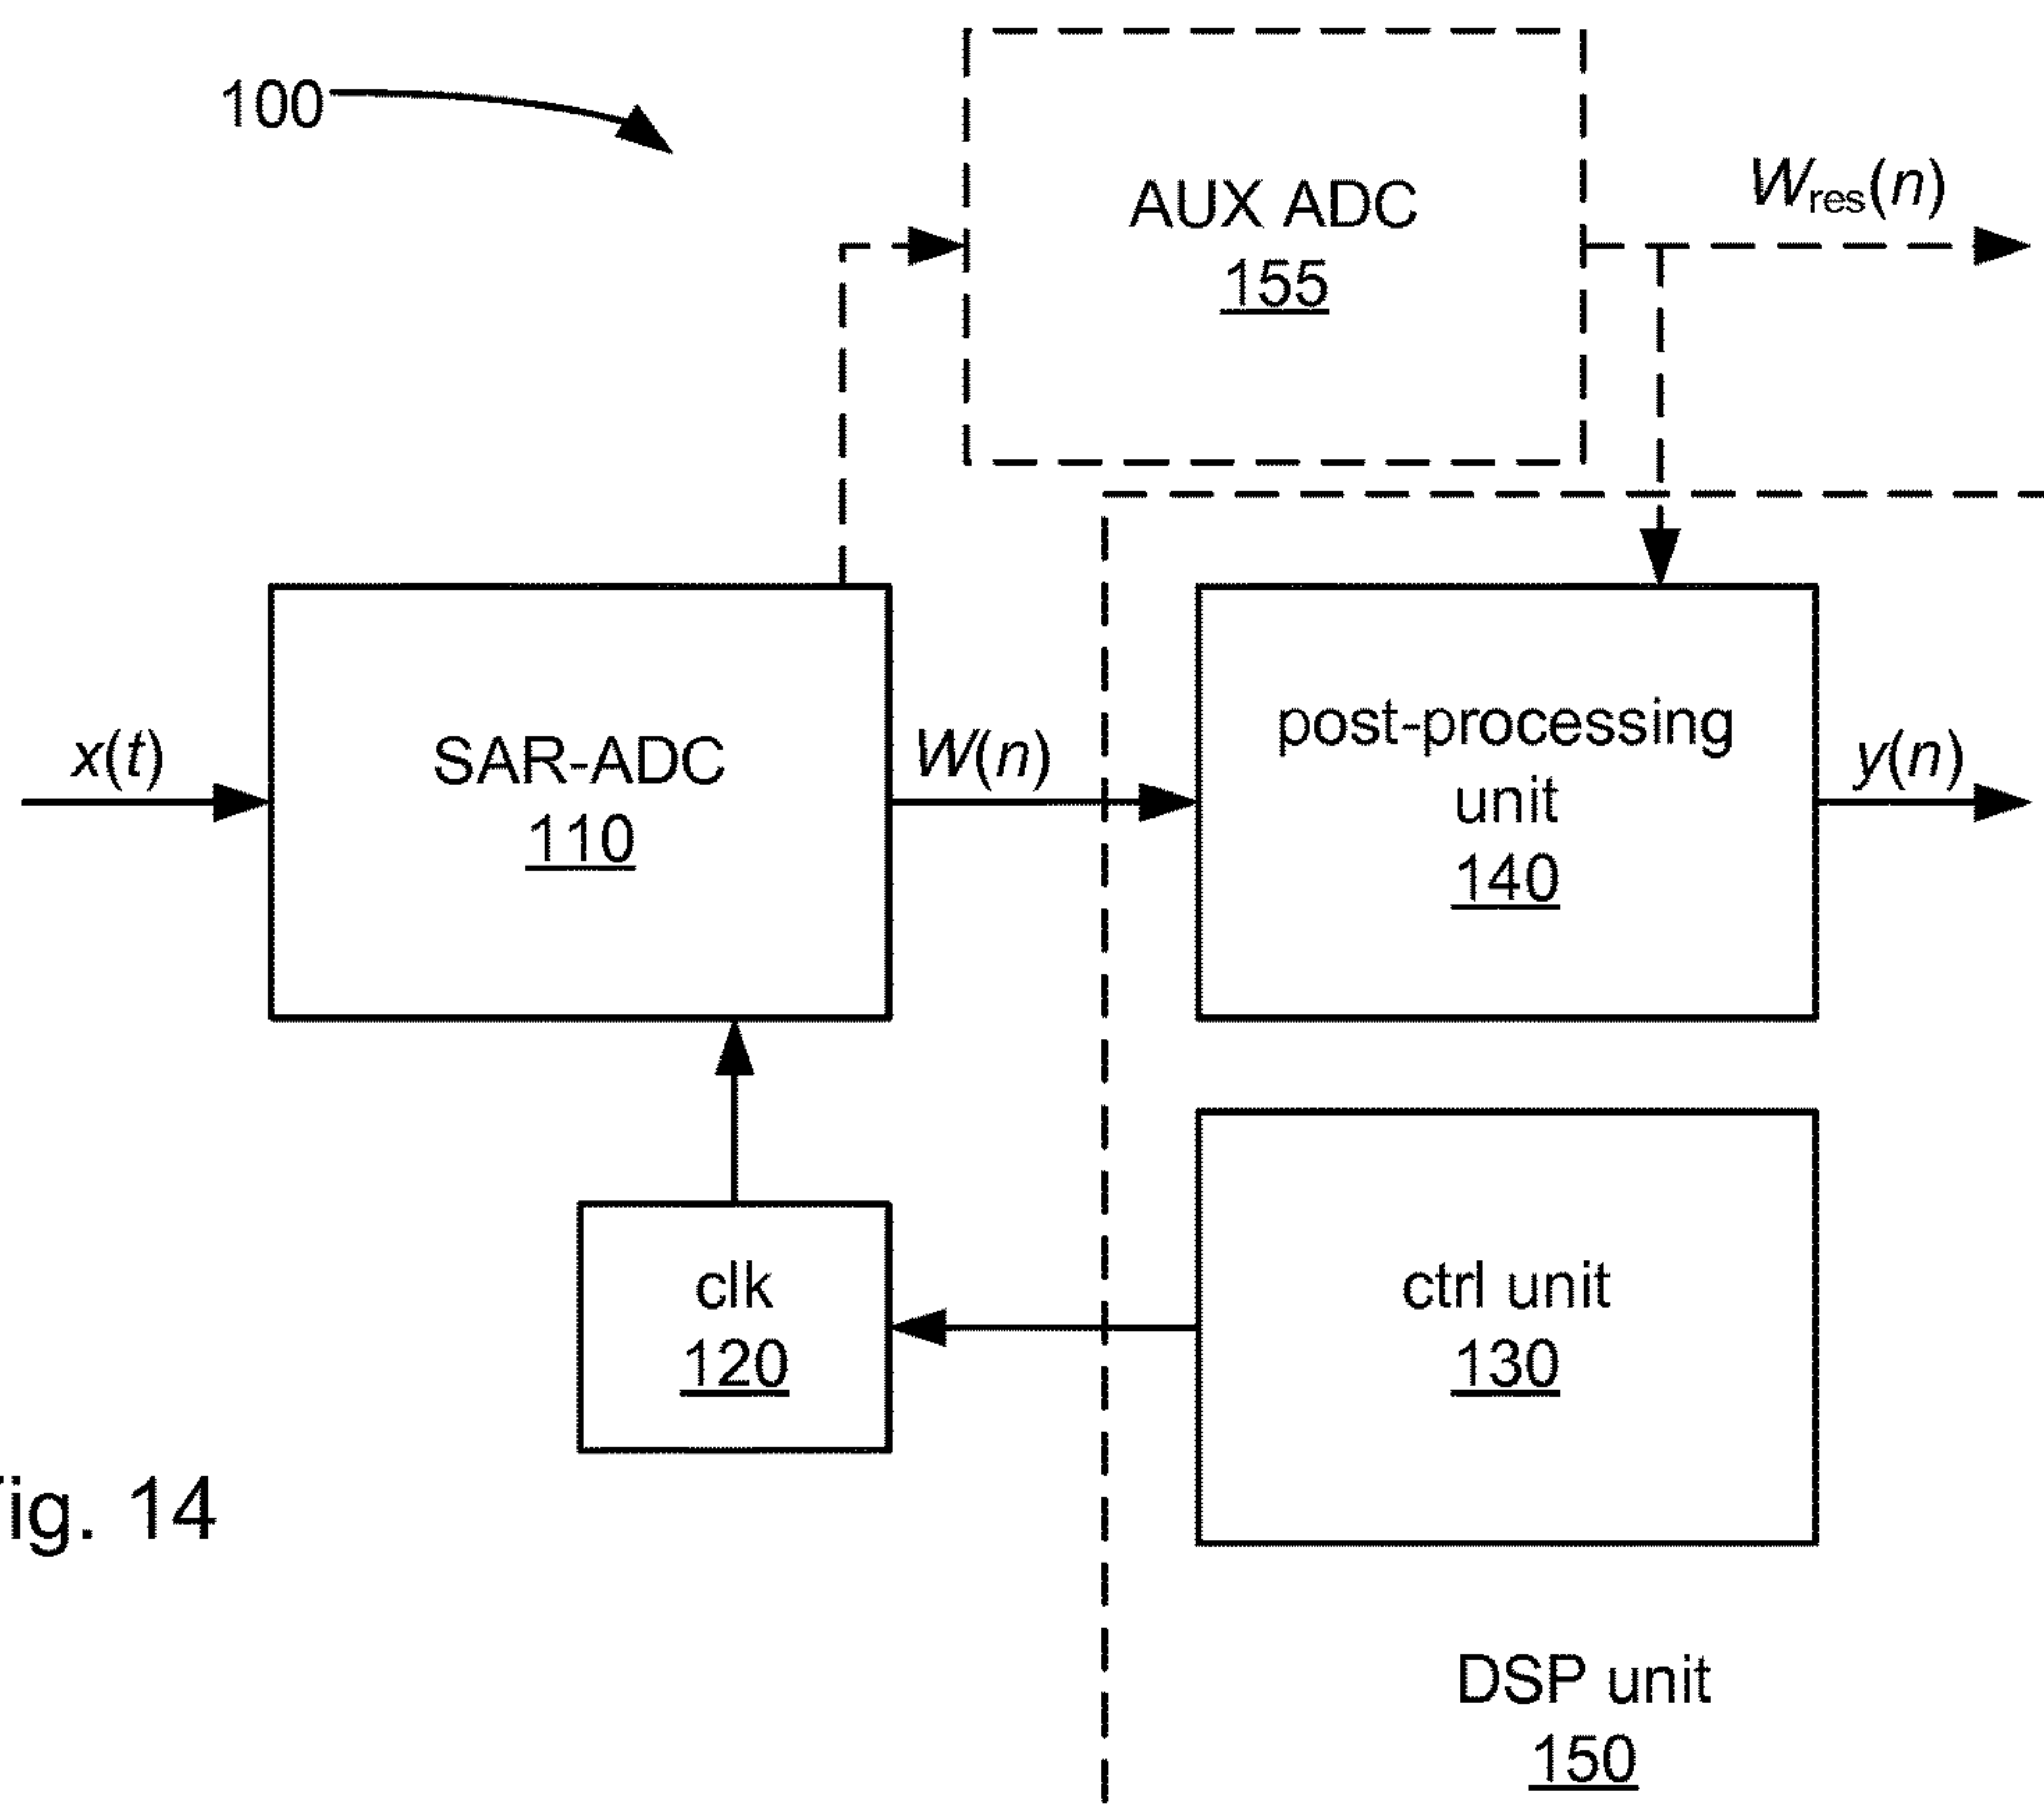 100
AUX ADC
155
Wres(n)
x(t)
SAR-ADC
110
W(n)
post-processing
unit
140
y(n)
clk
120
ctrl unit
130
ig. 14
DSP unit
150